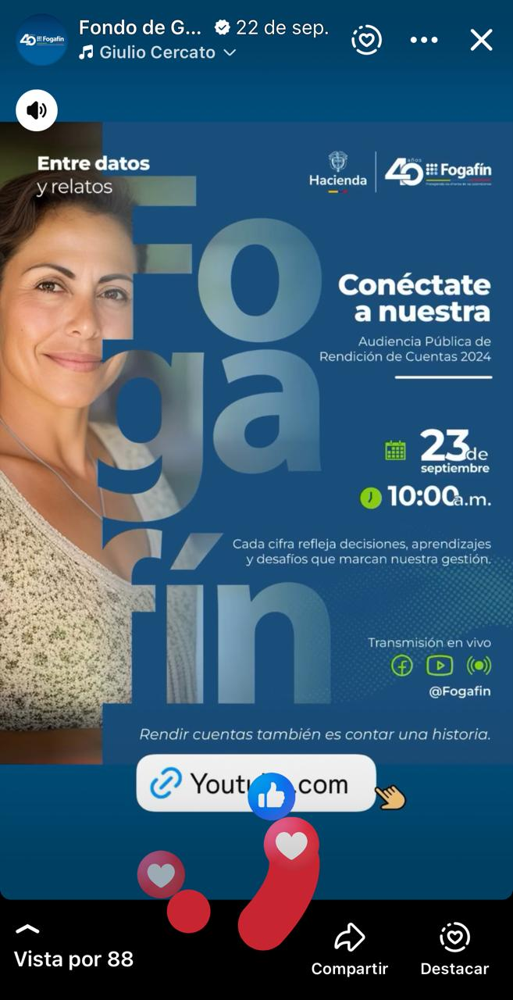 Fondo de G... 22 de sep.
Giulio Cercato
40 Fogafín
Entre datos
y relatos
Hacienda
40 años Fogafín
Conéctate
a nuestra
Audiencia Pública de
Rendición de Cuentas 2024
Fo
ga
fín
23 de
septiembre
10:00 a.m.
Cada cifra refleja decisiones, aprendizajes
y desafíos que marcan nuestra gestión.
Transmisión en vivo
@Fogafin
Rendir cuentas también es contar una historia.
Vista por 88
Compartir
Destacar